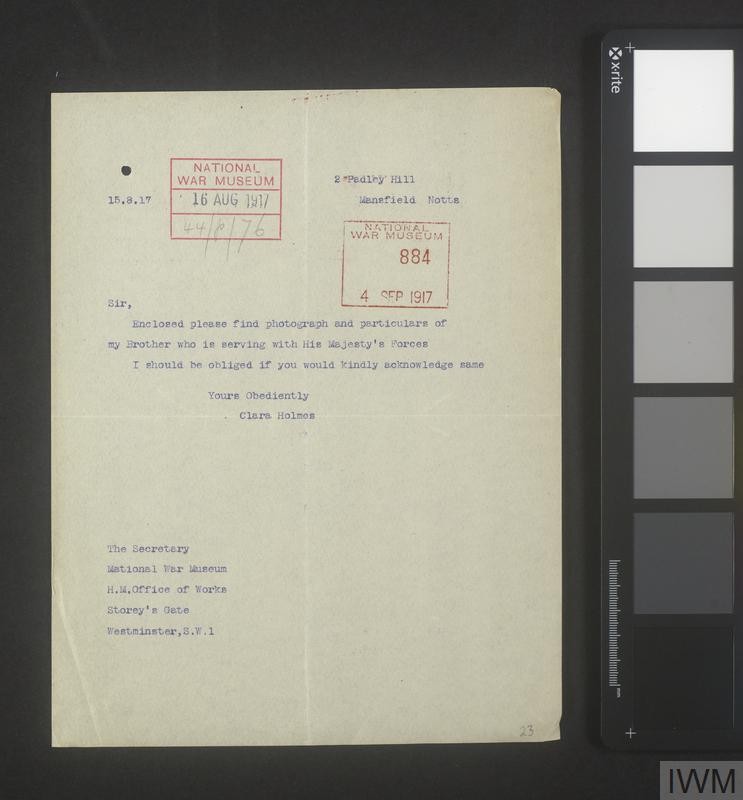 NATIONAL
WAR MUSEUM
16 AUG 1917
44/8/76
2 Padley Hill
15.8.17
Mansfield Notts
NATIONAL
WAR MUSEUM
884
4 SEP 1917
Sir,
Enclosed please find photograph and particulars of
my Brother who is serving with His Majesty's Forces
I should be obliged if you would kindly acknowledge same
Yours Obediently
Clara Holmes
The Secretary
National War Museum
H.M.Office of Works
Storey's Gate
Westminster,S.W.1
23
x-rite
mm
IWM